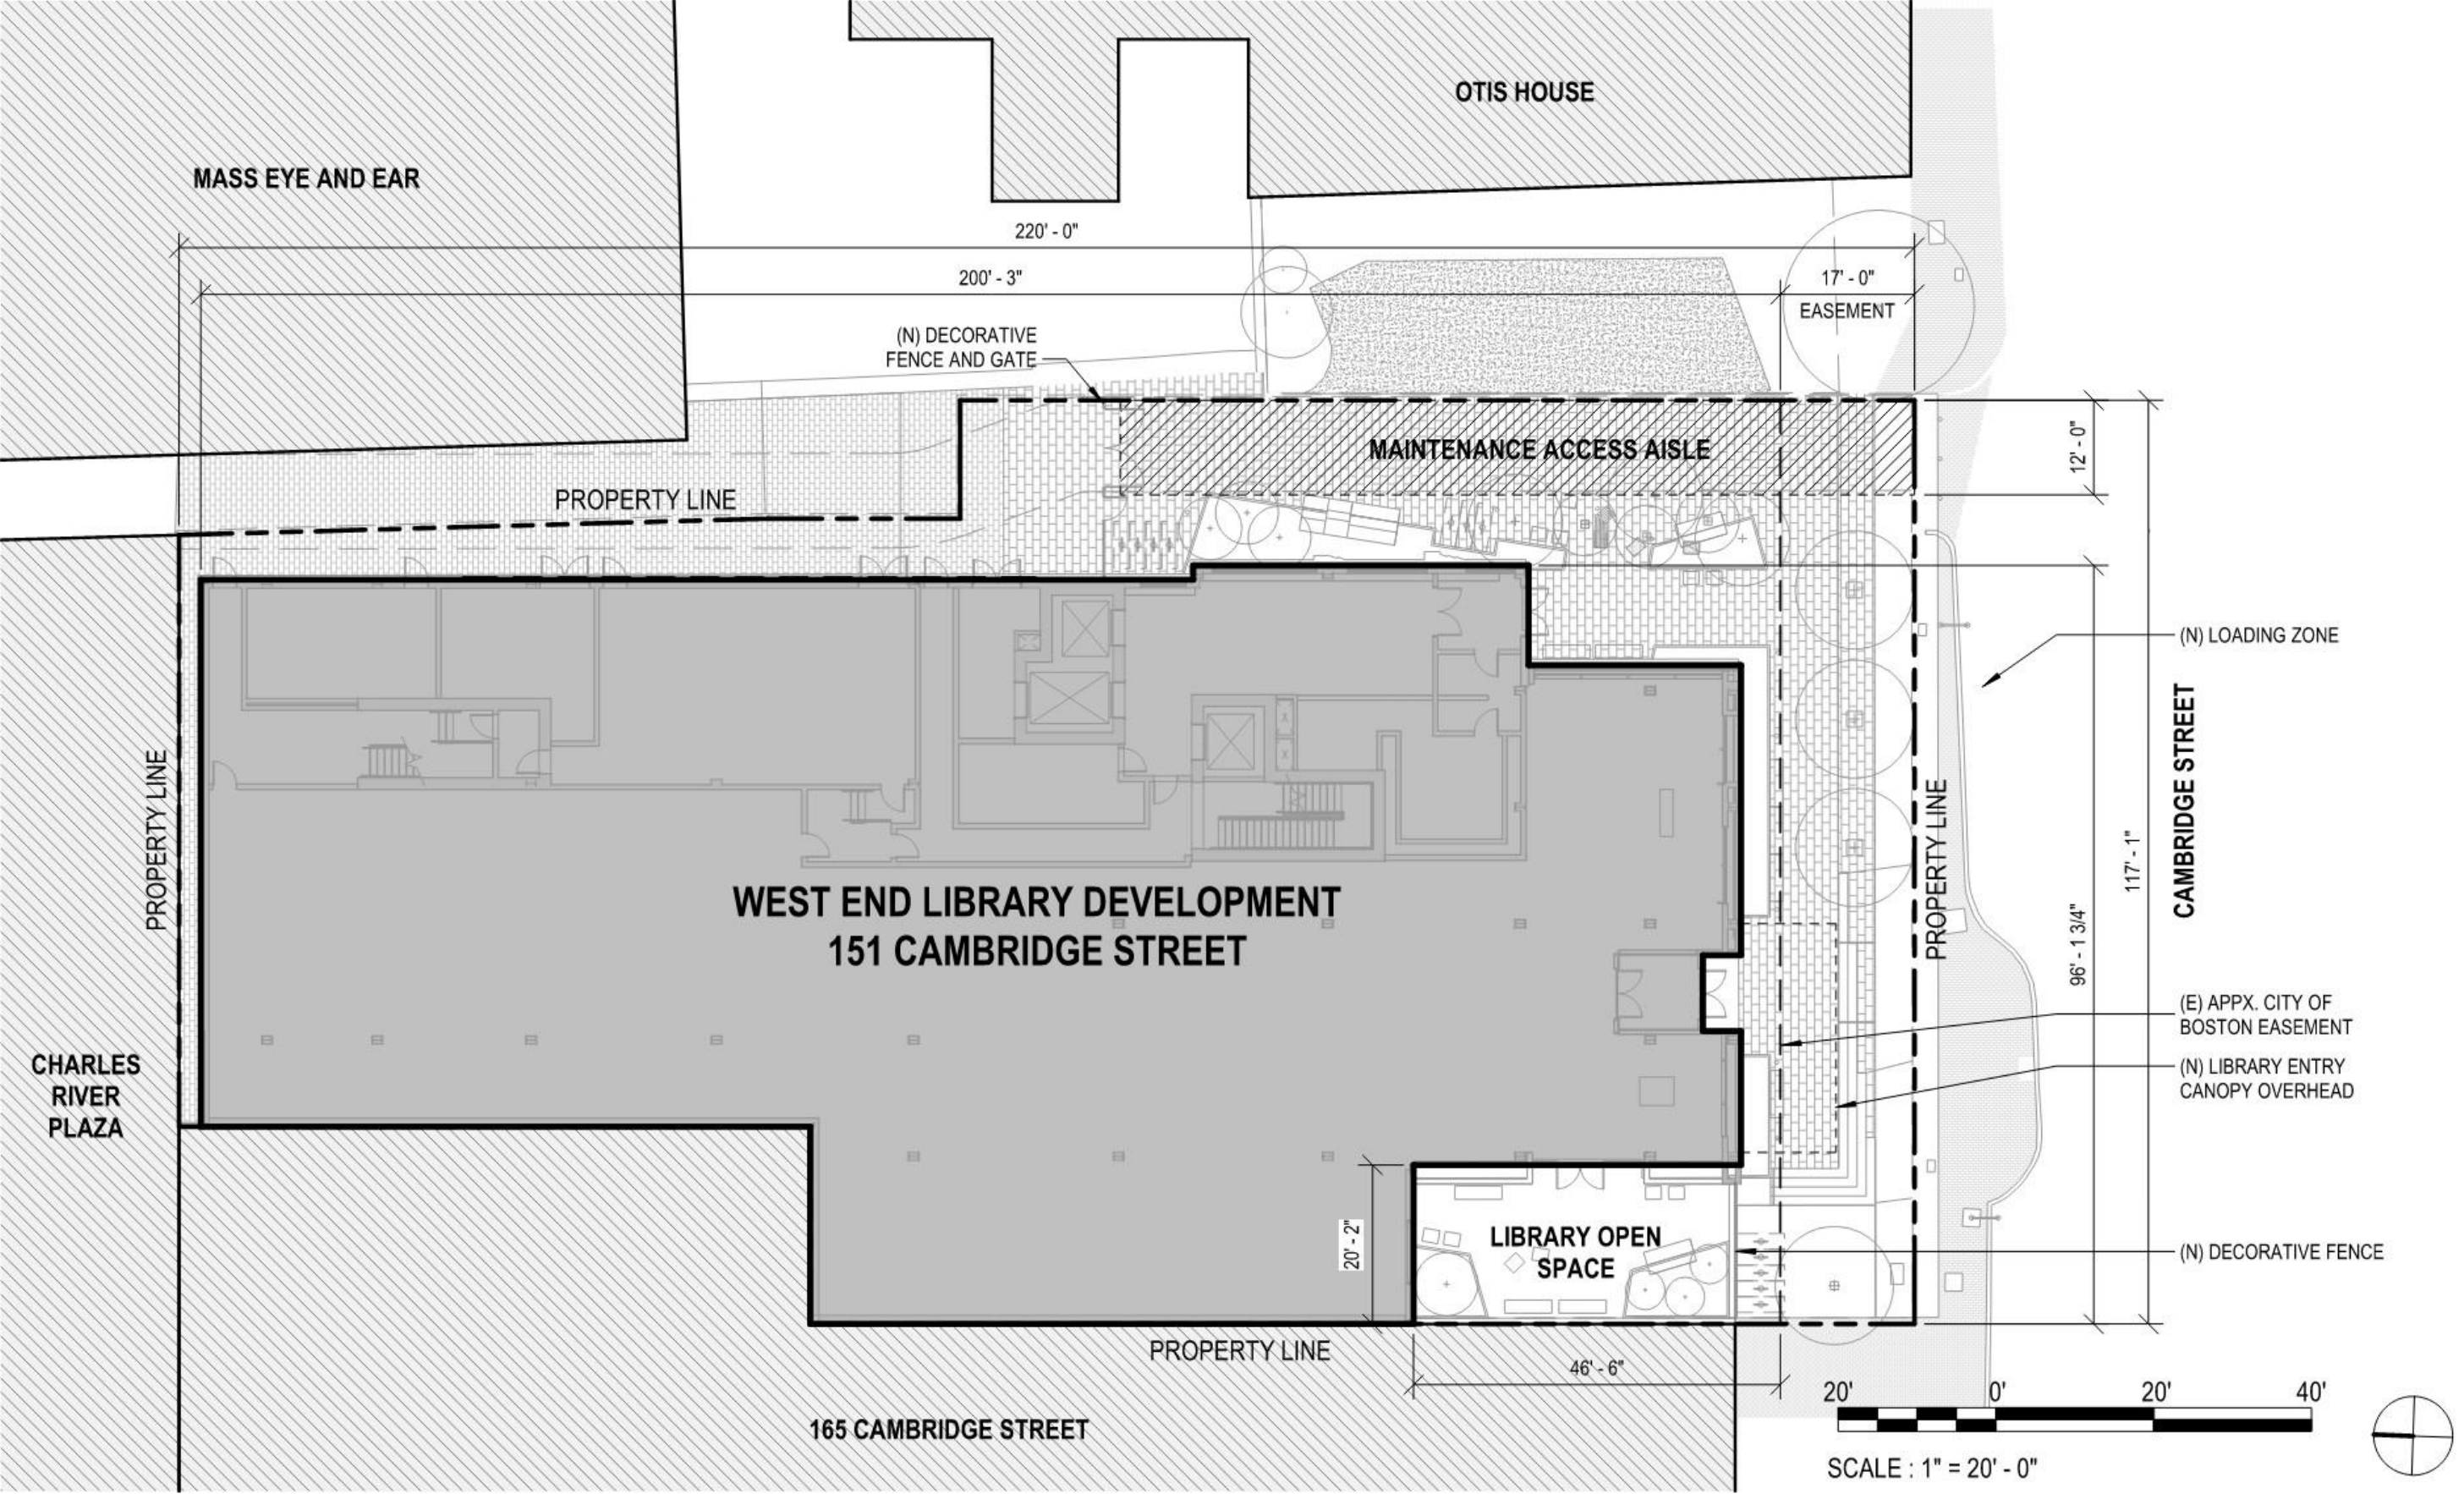 OTIS HOUSE
MASS EYE AND EAR
220' - 0"
200' - 3"
17' - 0"
EASEMENT
(N) DECORATIVE
FENCE AND GATE
MAINTENANCE ACCESS AISLE
12' - 0"
PROPERTY LINE
(N) LOADING ZONE
CAMBRIDGE STREET
PROPERTY LINE
PROPERTY LINE
117' - 1"
96' - 1 3/4"
WEST END LIBRARY DEVELOPMENT
151 CAMBRIDGE STREET
(E) APPX. CITY OF
BOSTON EASEMENT
(N) LIBRARY ENTRY
CANOPY OVERHEAD
CHARLES
RIVER
PLAZA
20' - 2"
LIBRARY OPEN
SPACE
(N) DECORATIVE FENCE
PROPERTY LINE
46' - 6"
20' 0' 20' 40'
165 CAMBRIDGE STREET
SCALE : 1" = 20' - 0"